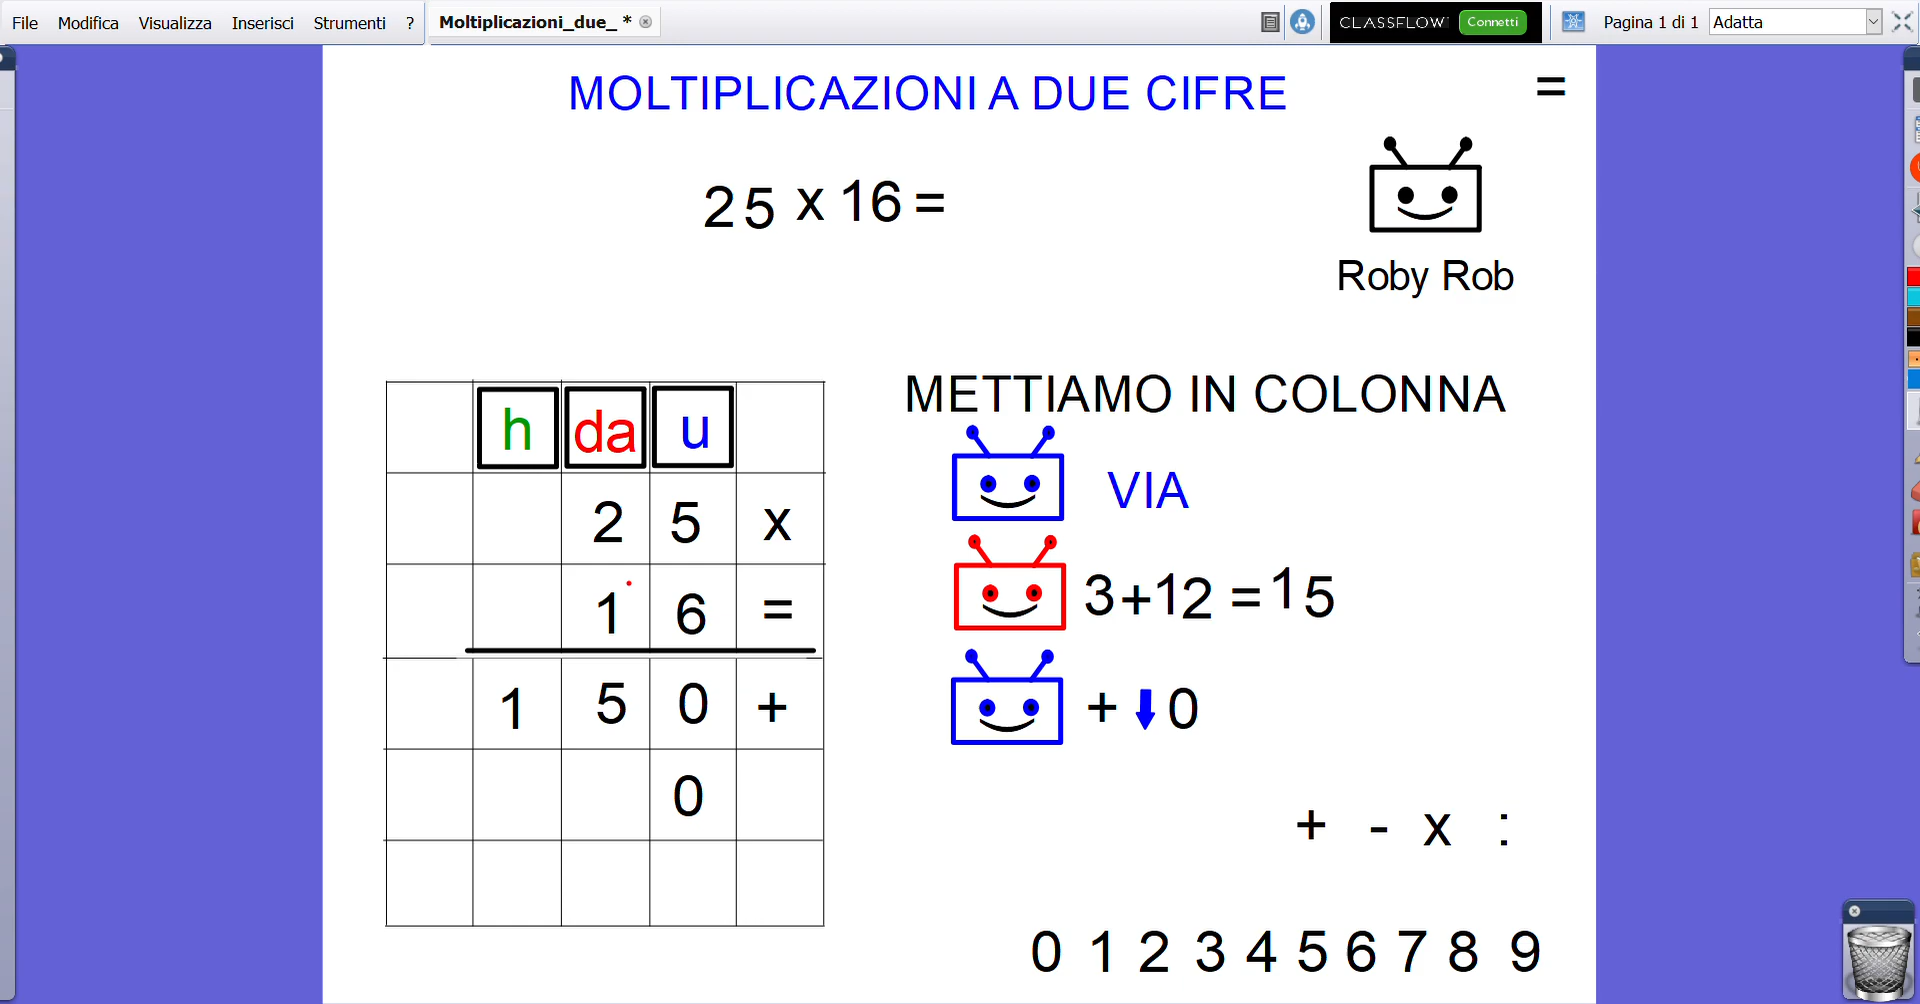 File Modifica Visualizza Inserisci Strumenti ? Moltiplicazioni_due_ * CLASSFLOW Connetti Pagina 1 di 1 Adatta
MOLTIPLICAZIONI A DUE CIFRE =
25 x 16 =
Roby Rob
METTIAMO IN COLONNA
h da u
2 5 x
1 6 =
1 5 0 +
0
VIA
3+12 =15
+ 0
+ - x :
0 1 2 3 4 5 6 7 8 9